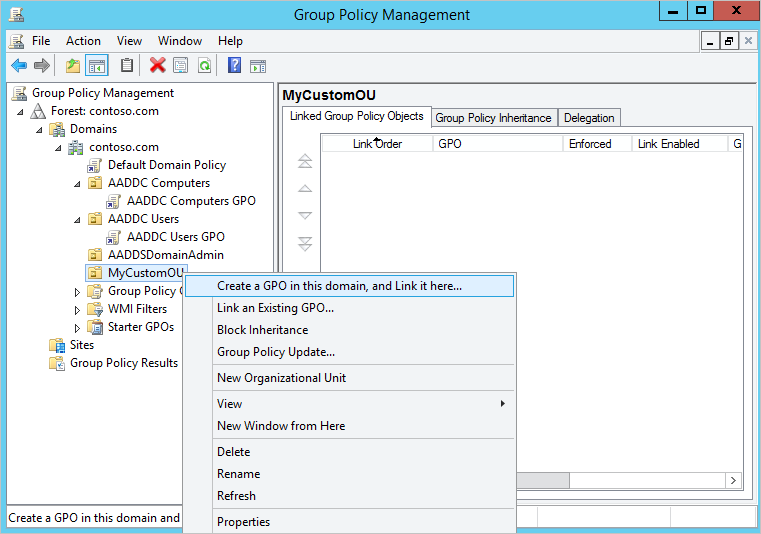 Group Policy Management
File Action View Window Help
Group Policy Management
Forest: contoso.com
Domains
contoso.com
Default Domain Policy
AADDC Computers
AADDC Computers GPO
AADDC Users
AADDC Users GPO
AADDSDomainAdmin
MyCustomOU
Group Policy
WMI Filters
Starter GPOs
Sites
Group Policy Results
MyCustomOU
Linked Group Policy Objects Group Policy Inheritance Delegation
Link Order GPO Enforced Link Enabled G
Create a GPO in this domain, and Link it here...
Link an Existing GPO...
Block Inheritance
Group Policy Update...
New Organizational Unit
View
New Window from Here
Delete
Rename
Refresh
Properties
Create a GPO in this domain and